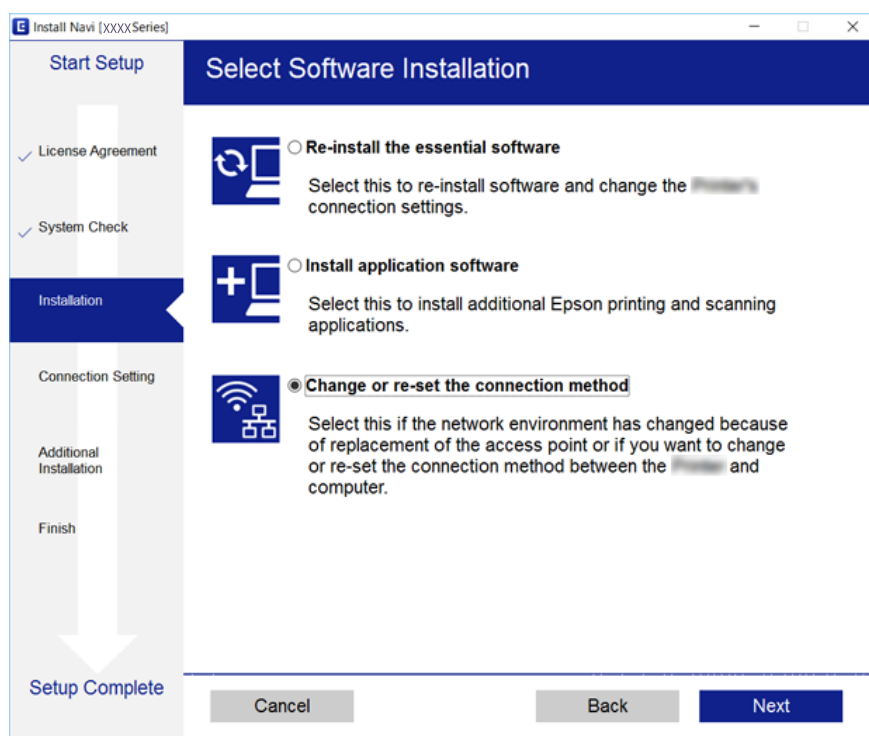 Install Navi [XXXX Series]
Start Setup
Select Software Installation
License Agreement
System Check
Installation
Connection Setting
Additional
Installation
Finish
Setup Complete
Re-install the essential software
Select this to re-install software and change the
connection settings.
Install application software
Select this to install additional Epson printing and scanning
applications.
Change or re-set the connection method
Select this if the network environment has changed because
of replacement of the access point or if you want to change
or re-set the connection method between the and
computer.
Cancel
Back
Next